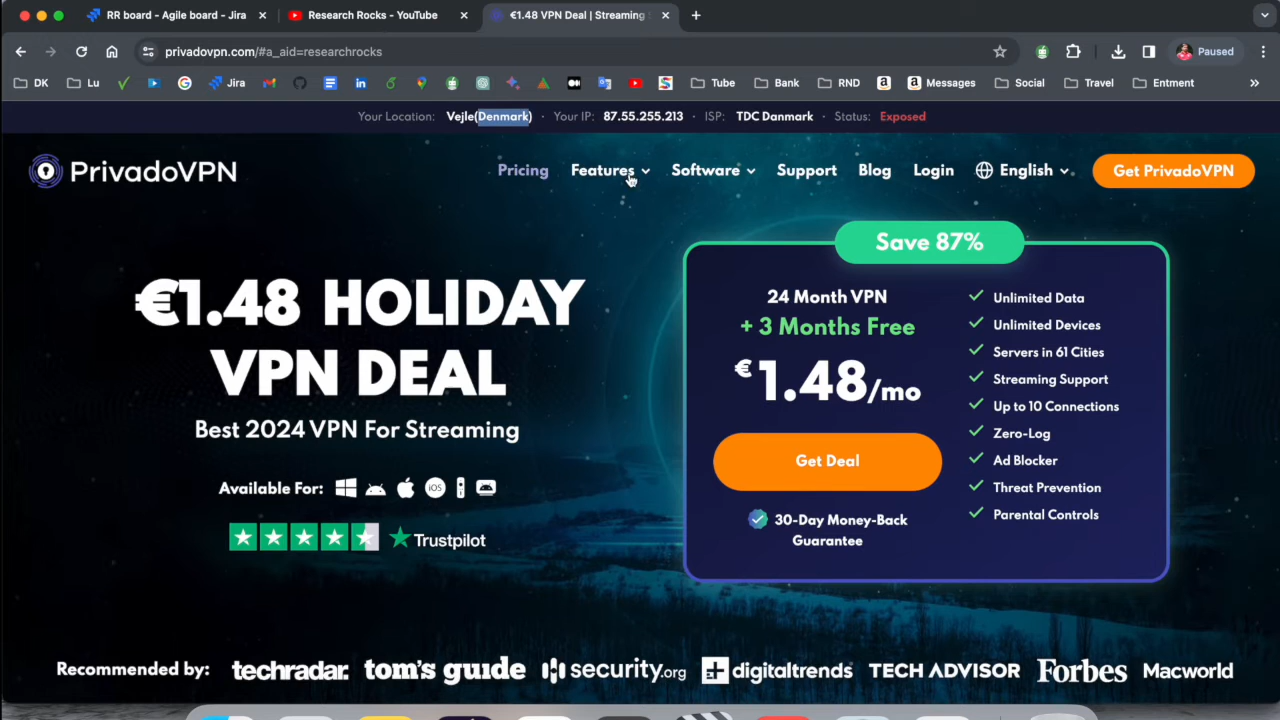 RR board - Agile board - Jira
Research Rocks - YouTube
€1.48 VPN Deal | Streaming
privadovpn.com/#a_aid=researchrocks
Paused
DK
Lu
Jira
Tube
Bank
RND
Messages
Social
Travel
Entment
Your Location: Vejle(Denmark) · Your IP: 87.55.255.213 · ISP: TDC Danmark · Status: Exposed
PrivadoVPN
Pricing
Features
Software
Support
Blog
Login
English
Get PrivadoVPN
€1.48 HOLIDAY
VPN DEAL
Best 2024 VPN For Streaming
Available For:
iOS
Trustpilot
Save 87%
24 Month VPN
+ 3 Months Free
€1.48/mo
Get Deal
30-Day Money-Back
Guarantee
Unlimited Data
Unlimited Devices
Servers in 61 Cities
Streaming Support
Up to 10 Connections
Zero-Log
Ad Blocker
Threat Prevention
Parental Controls
Recommended by: techradar. tom's guide security.org digitaltrends TECH ADVISOR Forbes Macworld